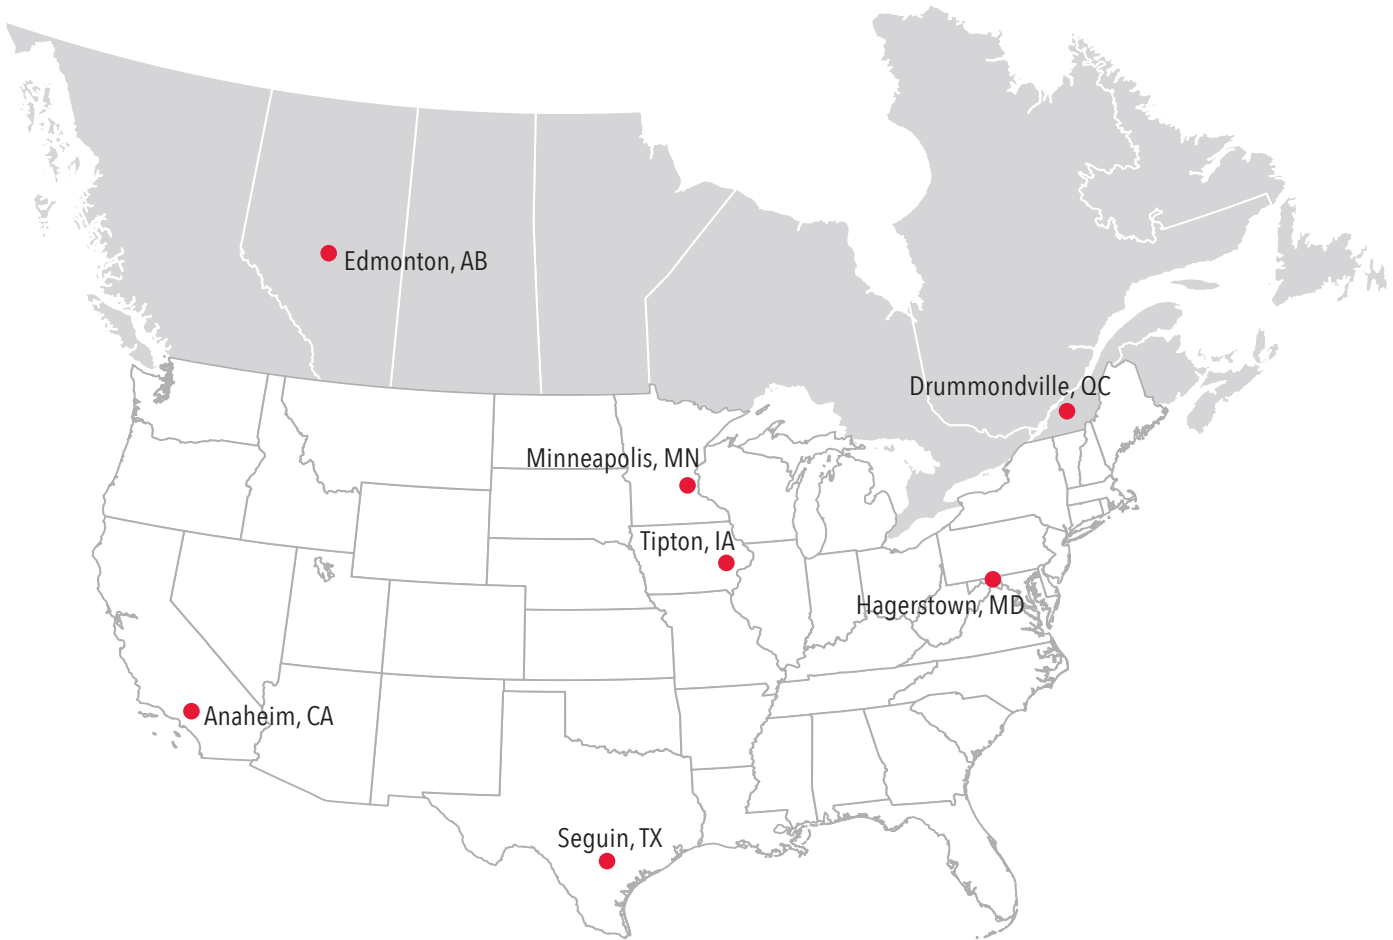 Edmonton, AB
Drummondville, QC
Minneapolis, MN
Tipton, IA
Hagerstown, MD
Anaheim, CA
Seguin, TX